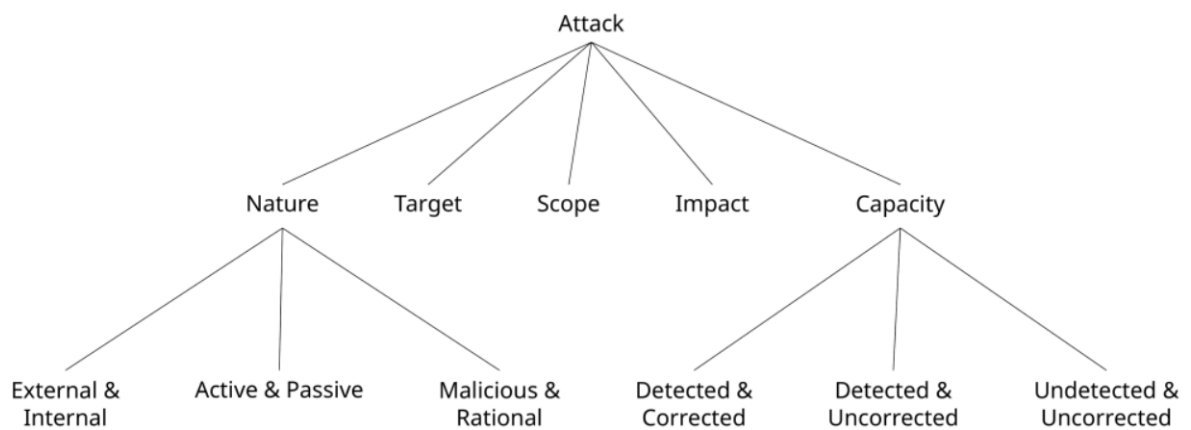 Attack
Nature
Target
Scope
Impact
Capacity
External &
Internal
Active & Passive
Malicious &
Rational
Detected &
Corrected
Detected &
Uncorrected
Undetected &
Uncorrected